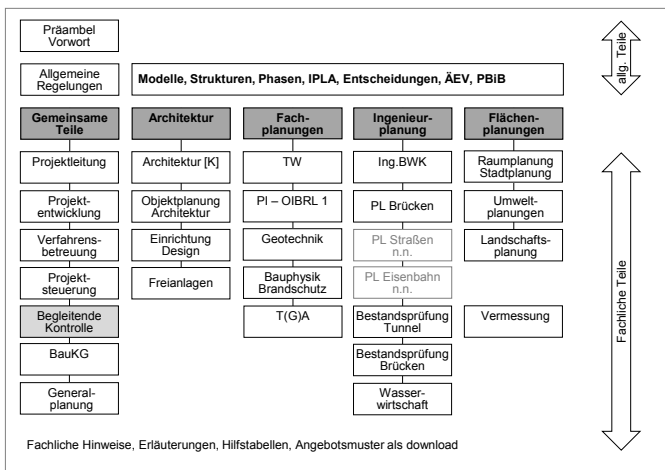 Präambel
Vorwort
allg. Teile
Allgemeine
Regelungen
Modelle, Strukturen, Phasen, IPLA, Entscheidungen, ÄEV, PBiB
Gemeinsame
Teile
Architektur
Fach-
planungen
Ingenieur-
planung
Flächen-
planungen
Projektleitung
Architektur [K]
TW
Ing.BWK
Raumplanung
Stadtplanung
Projekt-
entwicklung
Objektplanung
Architektur
PI – OIBRL 1
PL Brücken
Umwelt-
planungen
Verfahrens-
betreuung
Einrichtung
Design
Geotechnik
PL Straßen
n.n.
Landschafts-
planung
Projekt-
steuerung
Freianlagen
Bauphysik
Brandschutz
PL Eisenbahn
n.n.
Begleitende
Kontrolle
T(G)A
Bestandsprüfung
Tunnel
Vermessung
BauKG
Bestandsprüfung
Brücken
General-
planung
Wasser-
wirtschaft
Fachliche Teile
Fachliche Hinweise, Erläuterungen, Hilfstabellen, Angebotsmuster als download